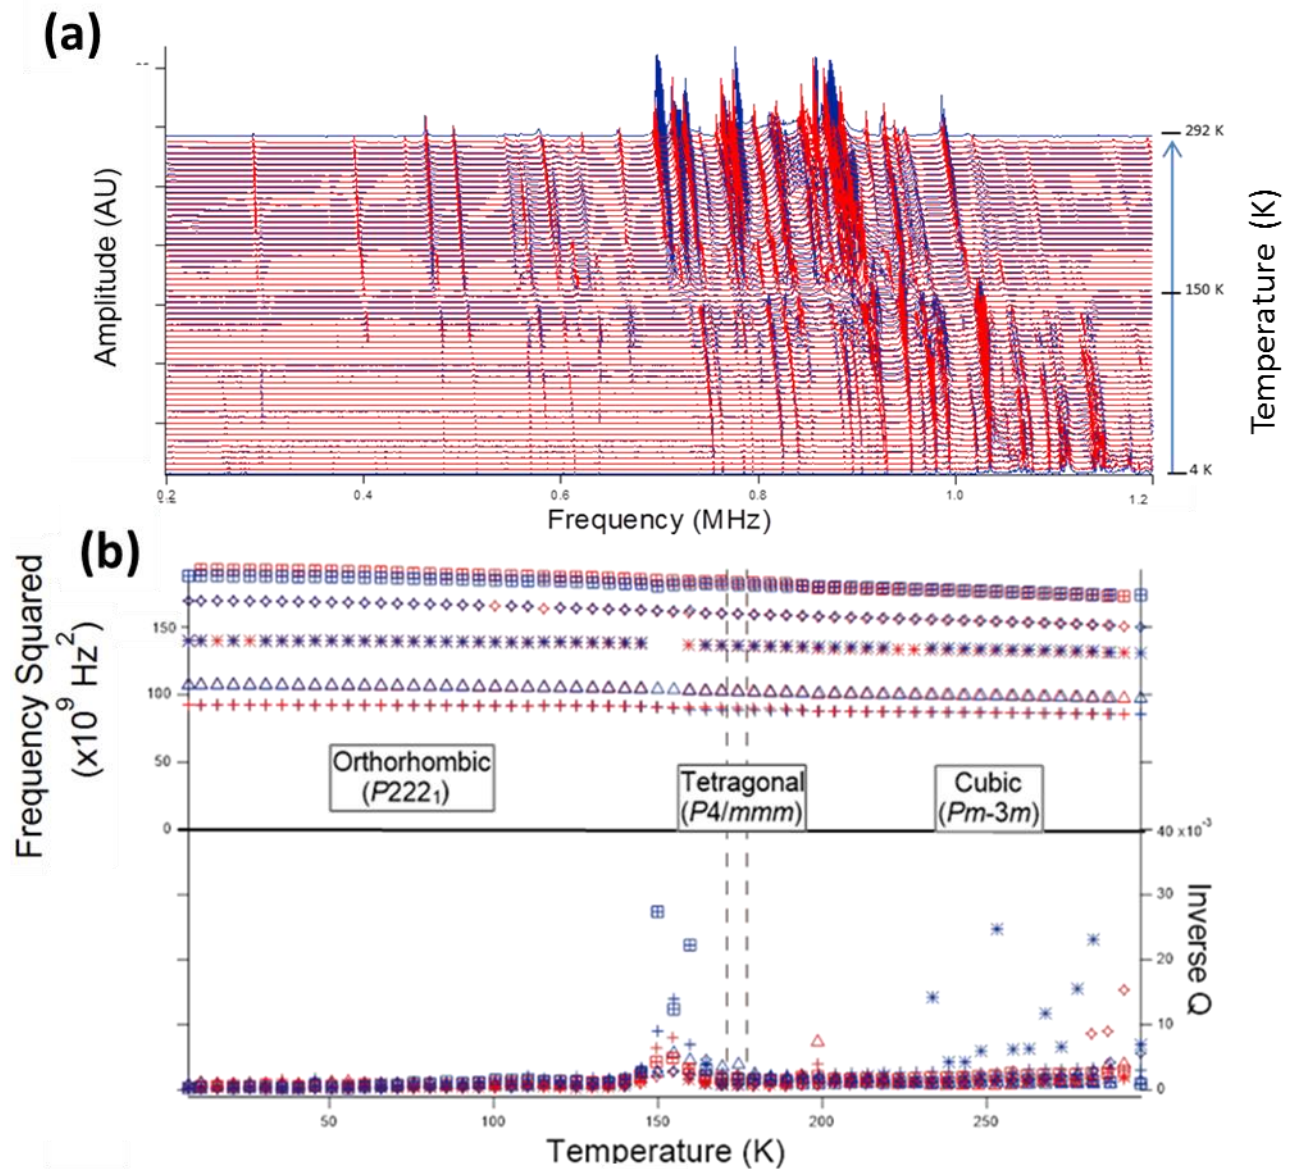 (a)
Amplitude (AU)
292 K
150 K
4 K
Temperature (K)
0.2
0.4
0.6
0.8
1.0
1.2
Frequency (MHz)
(b)
Frequency Squared
(x10⁹ Hz²)
150
100
50
0
Orthorhombic
(P222₁)
Tetragonal
(P4/mmm)
Cubic
(Pm-3m)
40 x10⁻³
30
20
10
0
Inverse Q
50
100
150
200
250
Temperature (K)